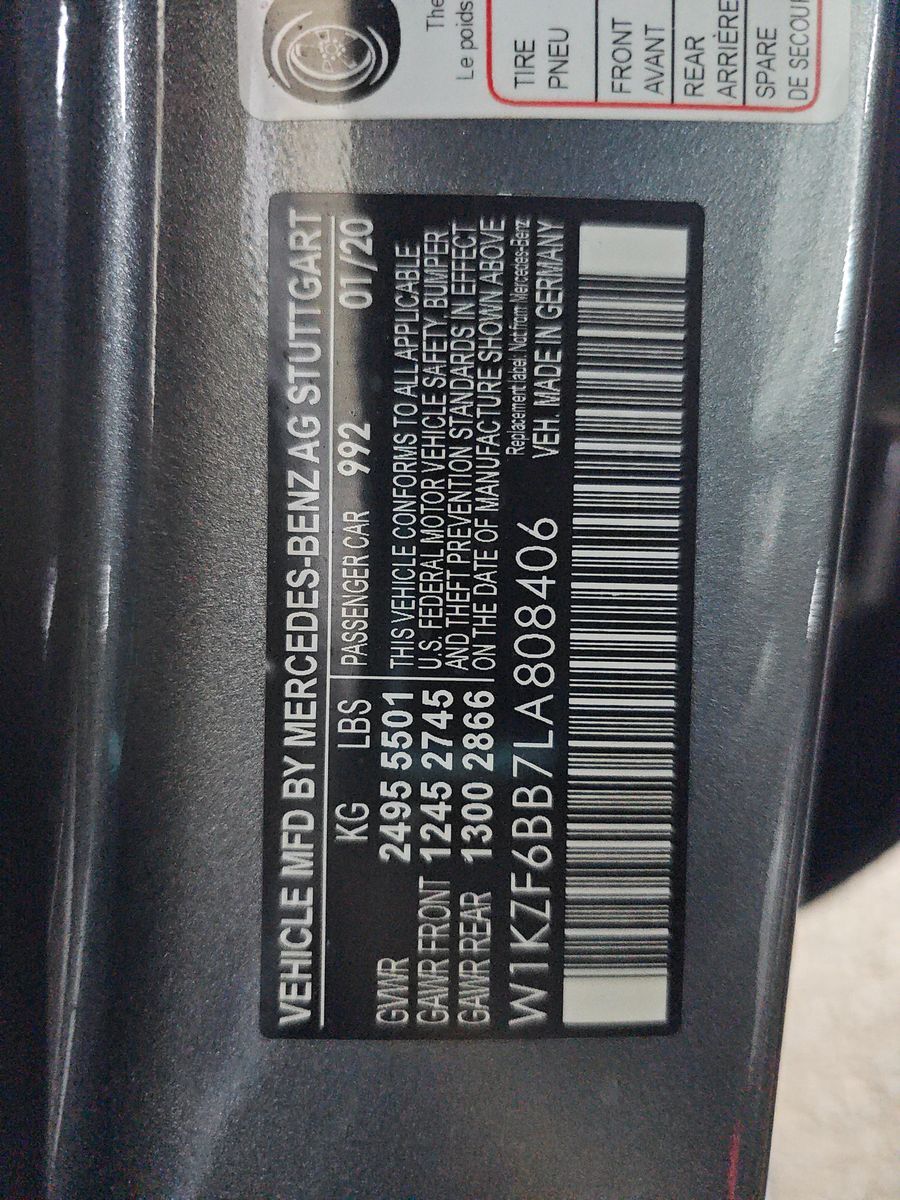 The
Le poids
TIRE
PNEU
FRONT
AVANT
REAR
ARRIÈRE
SPARE
DE SECOUR
VEHICLE MFD BY MERCEDES-BENZ AG STUTTGART
KG LBS PASSENGER CAR 992 01/20
GVWR 2495 5501 THIS VEHICLE CONFORMS TO ALL APPLICABLE
GAWR FRONT 1245 2745 U.S. FEDERAL MOTOR VEHICLE SAFETY, BUMPER
AND THEFT PREVENTION STANDARDS IN EFFECT
GAWR REAR 1300 2866 ON THE DATE OF MANUFACTURE SHOWN ABOVE
Replacement label. Not from Mercedes-Benz
W1KZF6BB7LA808406 VEH. MADE IN GERMANY